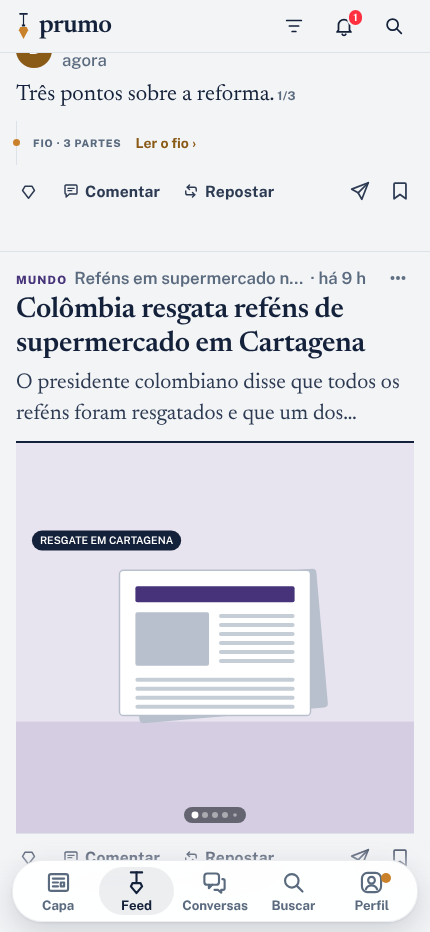 prumo
1
agora
Três pontos sobre a reforma. 1/3
FIO · 3 PARTES Ler o fio ›
Comentar Repostar
MUNDO Reféns em supermercado n... · há 9 h
Colômbia resgata reféns de
supermercado em Cartagena
O presidente colombiano disse que todos os
reféns foram resgatados e que um dos...
RESGATE EM CARTAGENA
Comentar Repostar
Capa Feed Conversas Buscar Perfil